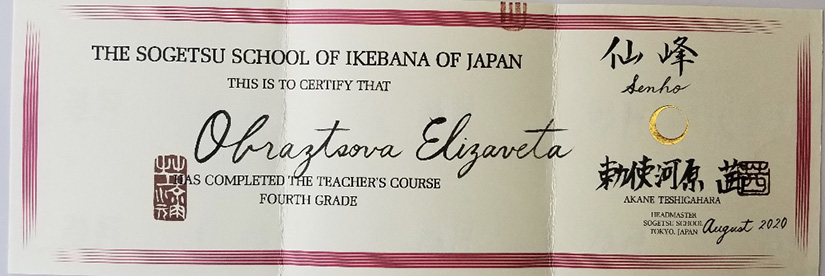 THE SOGETSU SCHOOL OF IKEBANA OF JAPAN
THIS IS TO CERTIFY THAT
Obraztsova Elizaveta
HAS COMPLETED THE TEACHER'S COURSE
FOURTH GRADE
仙峰
Senho
勅使河原 茜
AKANE TESHIGAHARA
HEADMASTER
SOGETSU SCHOOL
TOKYO, JAPAN August 2020